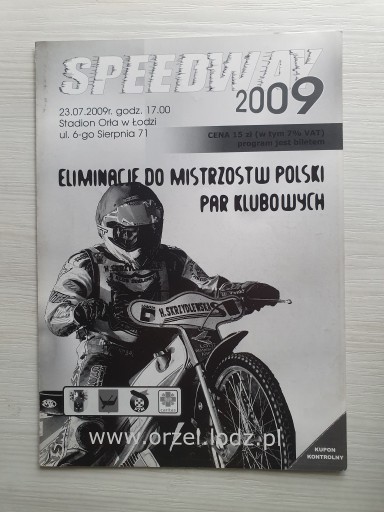 SPEEDWAY
2009
23.07.2009r. godz. 17.00
Stadion Orła w Łodzi
ul. 6-go Sierpnia 71
CENA 15 zł (w tym 7% VAT)
program jest biletem
ELIMINACJE DO MISTRZOSTW POLSKI
PAR KLUBOWYCH
H. SKRZYDLEWSKA
www.orzel.lodz.pl
KUPON
KONTROLNY